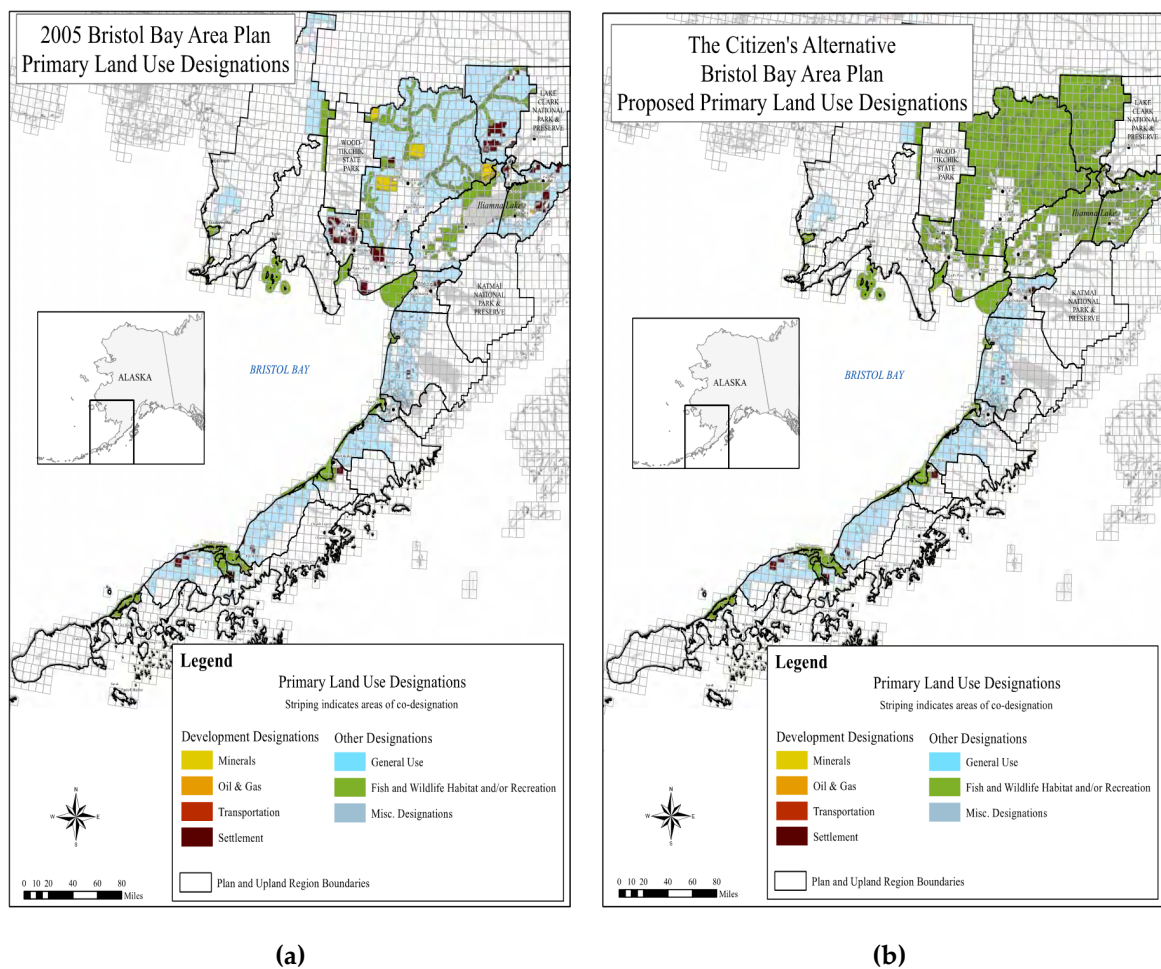 2005 Bristol Bay Area Plan
Primary Land Use Designations
LAKE
CLARK
NATIONAL
PARK &
PRESERVE
WOOD-
TIKCHIK
STATE
PARK
Iliamna Lake
KATMAI
NATIONAL
PARK &
PRESERVE
ALASKA
BRISTOL BAY
Legend
Primary Land Use Designations
Striping indicates areas of co-designation
Development Designations
Other Designations
Minerals
General Use
Oil & Gas
Fish and Wildlife Habitat and/or Recreation
Transportation
Misc. Designations
Settlement
Plan and Upland Region Boundaries
N
W E
S
0 10 20 40 60 80
Miles
(a)
The Citizen's Alternative
Bristol Bay Area Plan
Proposed Primary Land Use Designations
LAKE
CLARK
NATIONAL
PARK &
PRESERVE
WOOD-
TIKCHIK
STATE
PARK
Iliamna Lake
KATMAI
NATIONAL
PARK &
PRESERVE
ALASKA
BRISTOL BAY
Legend
Primary Land Use Designations
Striping indicates areas of co-designation
Development Designations
Other Designations
Minerals
General Use
Oil & Gas
Fish and Wildlife Habitat and/or Recreation
Transportation
Misc. Designations
Settlement
Plan and Upland Region Boundaries
N
W E
S
0 10 20 40 60 80
Miles
(b)